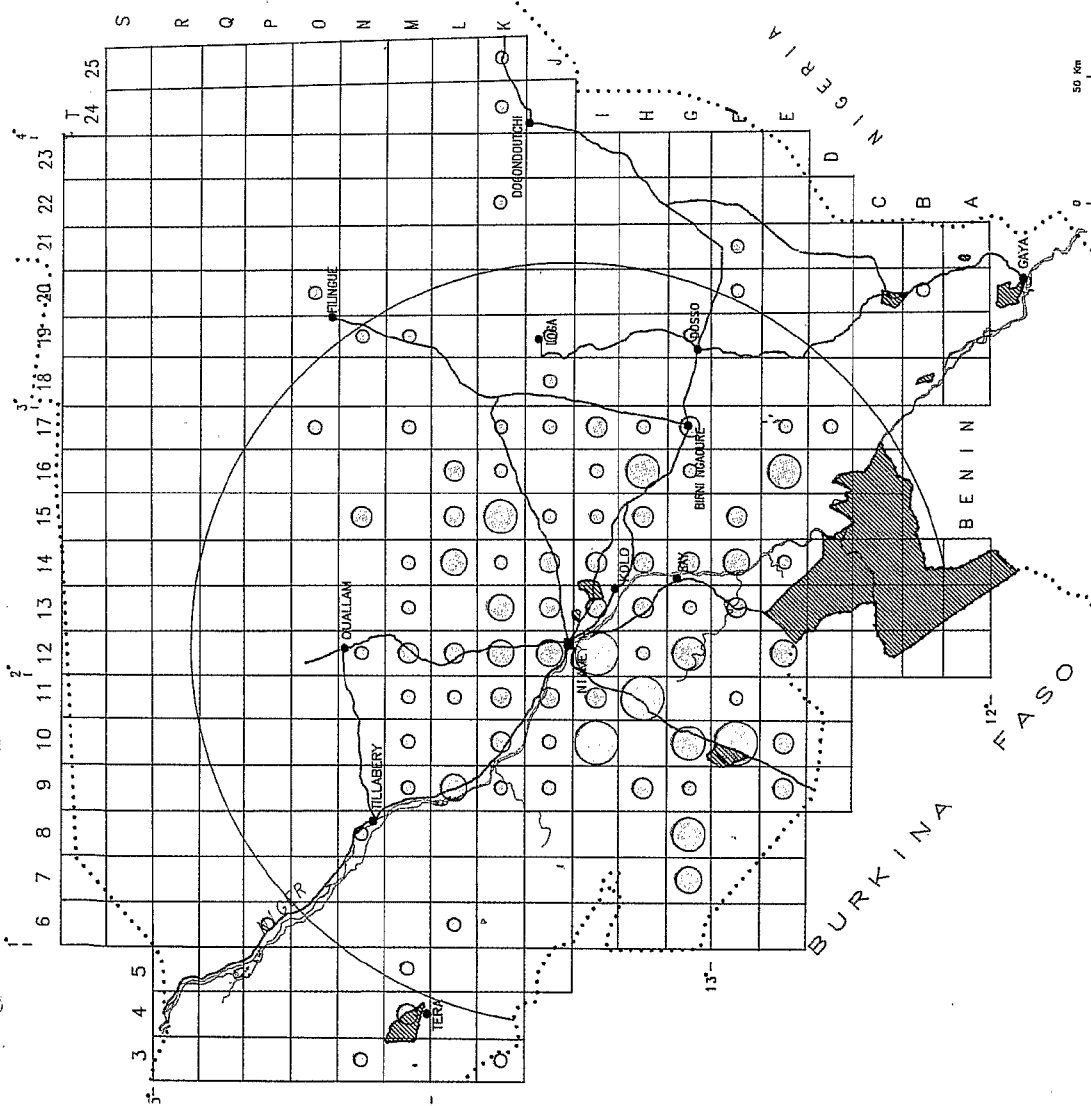 S R Q P O N M L K J
T
I H G F E D C B A
3 4 5 6 7 8 9 10 11 12 13 14 15 16 17 18 19 20 21 22 23 24 25
1°
2°
3°
4°
13°
12°
NIGERIA
DOGONDOUTCHI
FILINGUE
LOGA
DOSSO
GAYA
BIRNI NGAOURE
OUALLAM
KOLO
SAY
NIAMEY
TILLABERY
NIGER
TERA
BENIN
BURKINA
FASO
0
50 Km